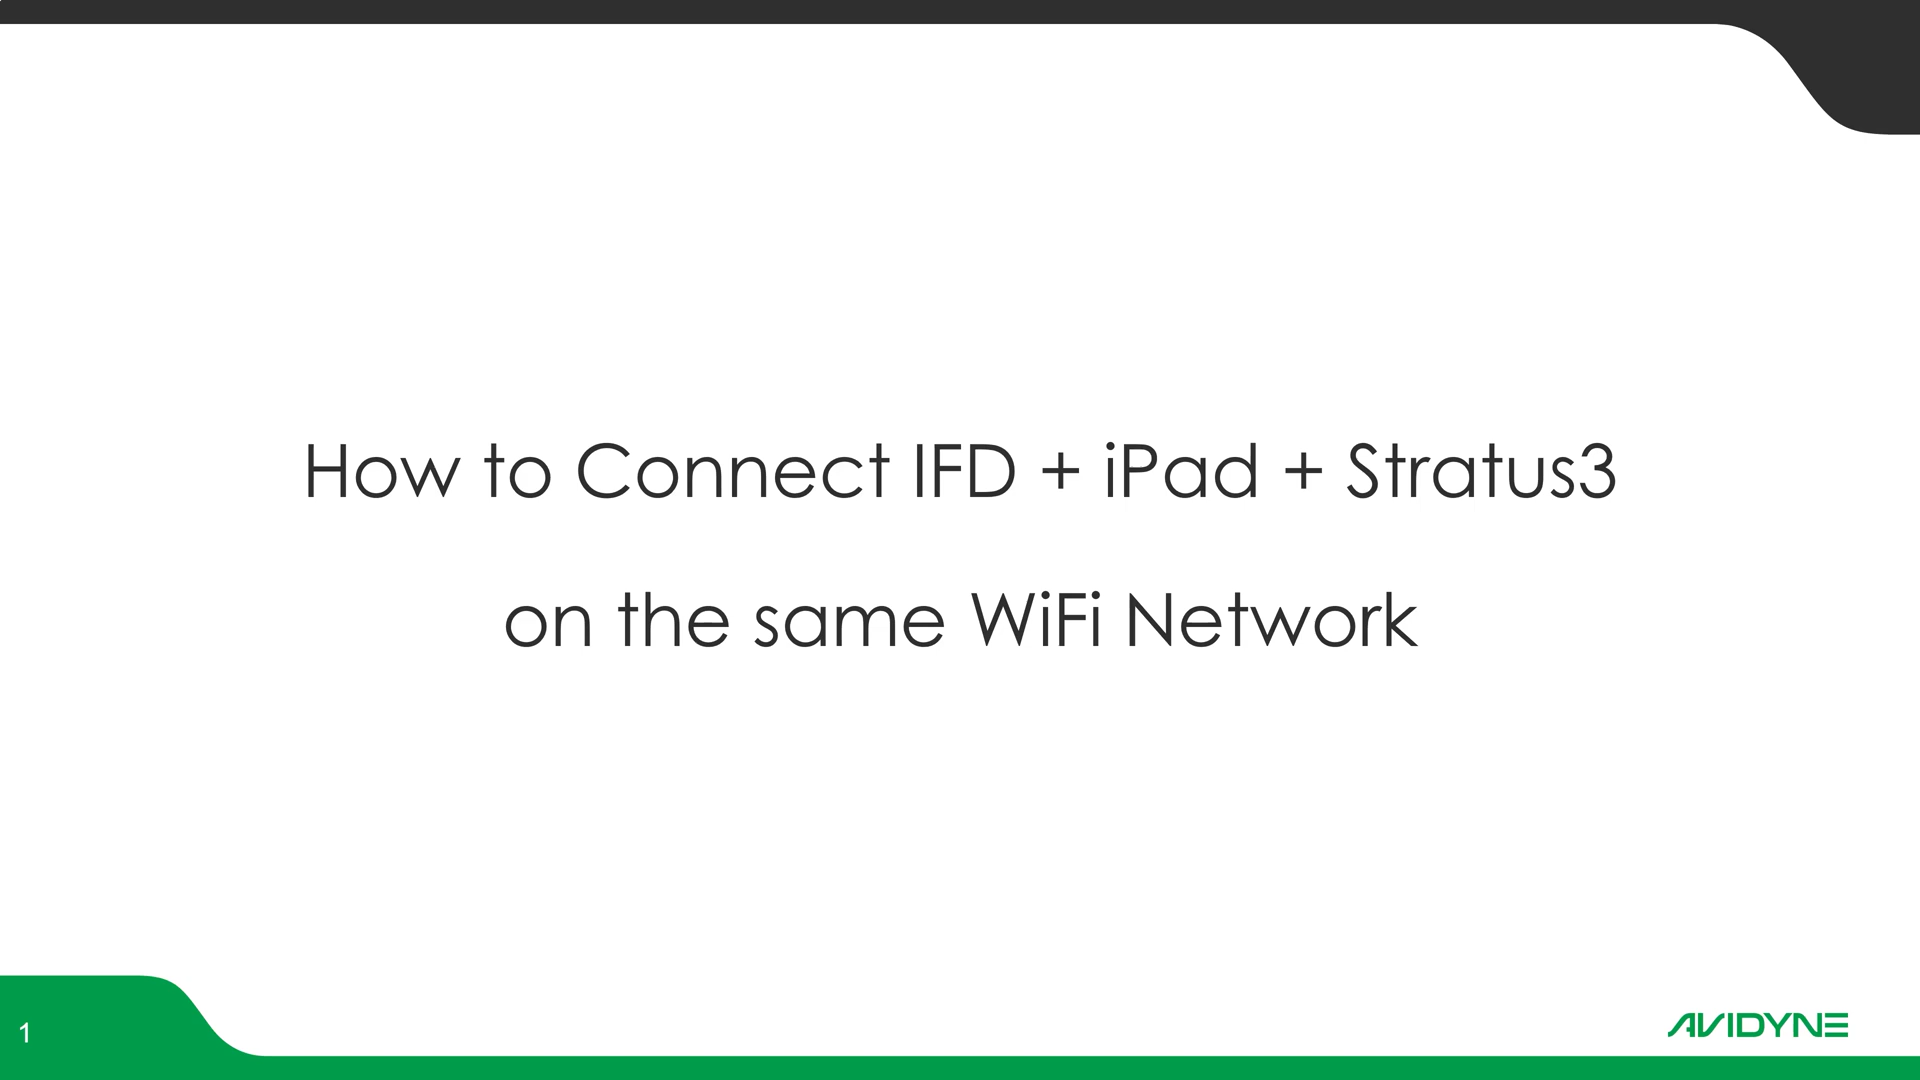 How to Connect IFD + iPad + Stratus3
on the same WiFi Network
1
AVIDYNE